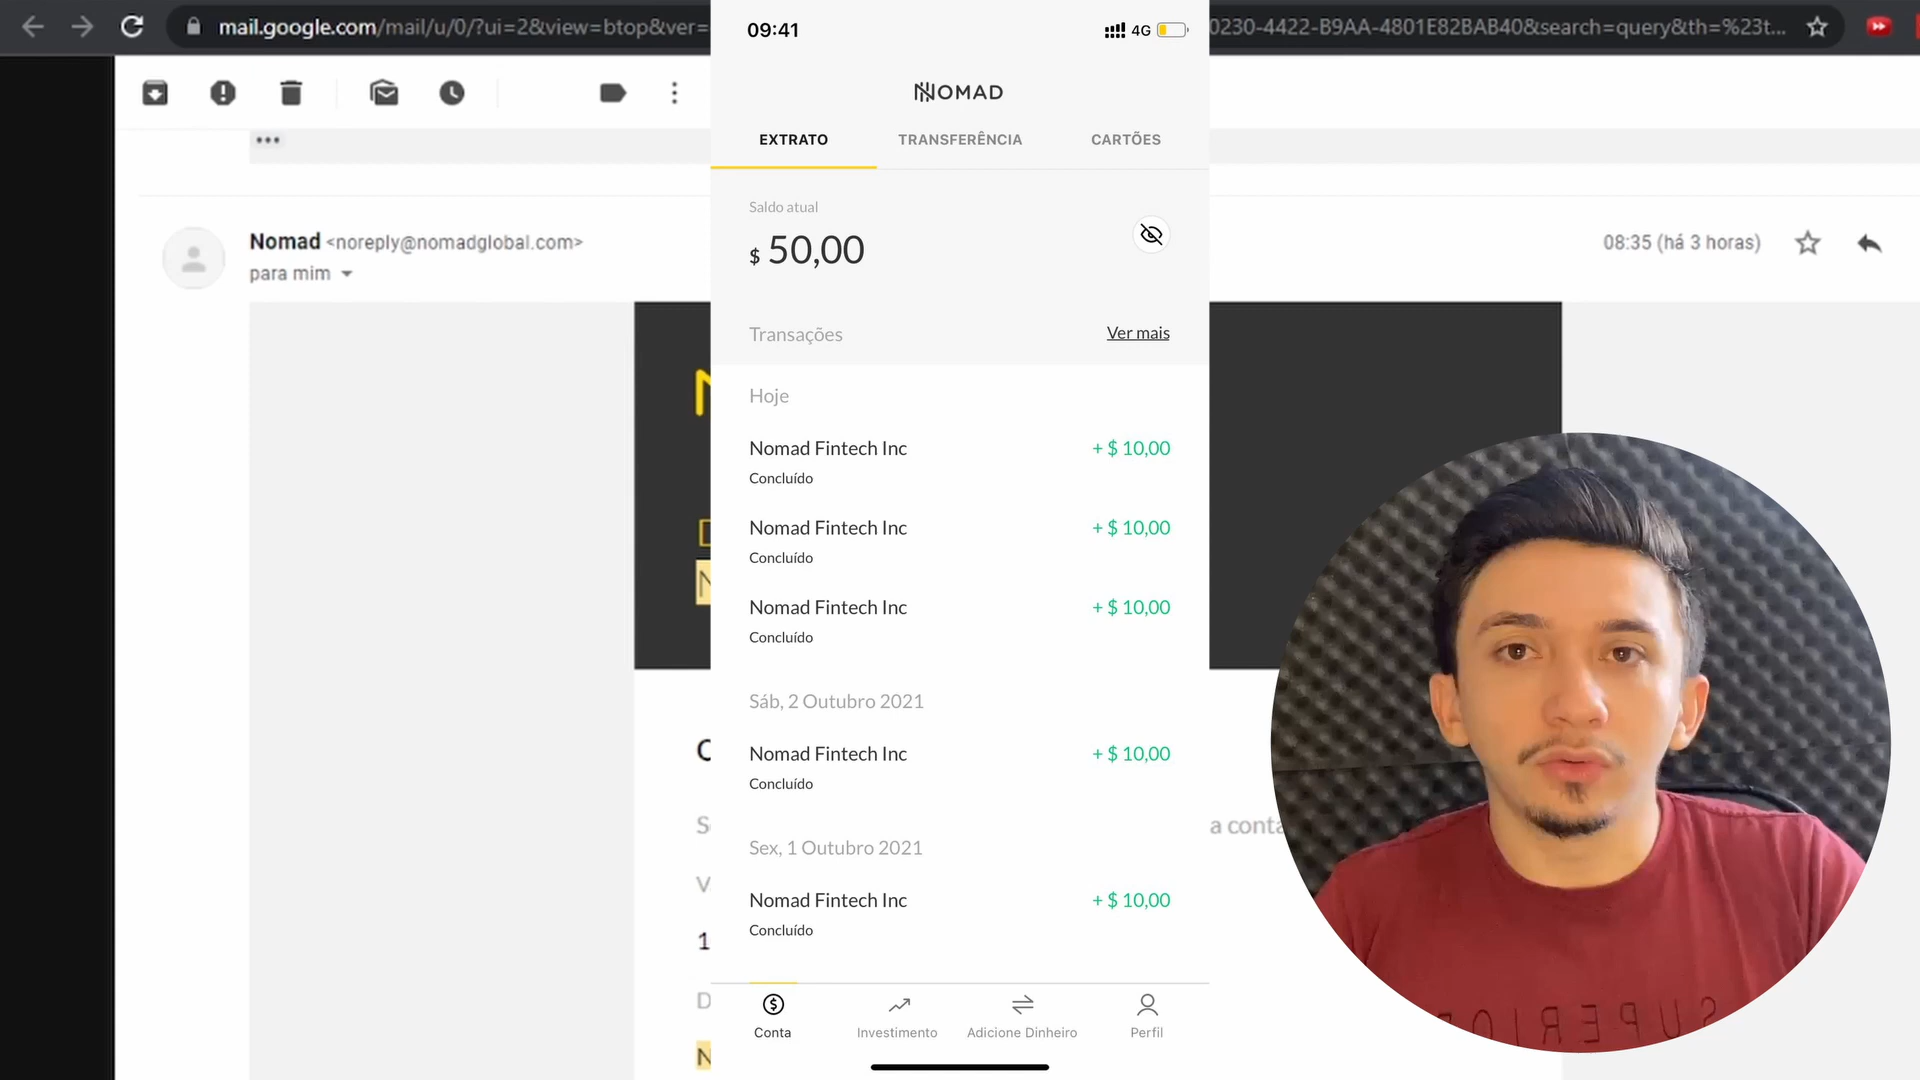 mail.google.com/mail/u/0/?ui=2&view=btop&ver=
0230-4422-B9AA-4801E82BAB40&search=query&th=%23t...
09:41
4G
NOMAD
EXTRATO
TRANSFERÊNCIA
CARTÕES
Saldo atual
$ 50,00
Transações
Ver mais
Hoje
Nomad Fintech Inc
+ $ 10,00
Concluído
Nomad Fintech Inc
+ $ 10,00
Concluído
Nomad Fintech Inc
+ $ 10,00
Concluído
Sáb, 2 Outubro 2021
Nomad Fintech Inc
+ $ 10,00
Concluído
Sex, 1 Outubro 2021
Nomad Fintech Inc
+ $ 10,00
Concluído
Conta
Investimento
Adicione Dinheiro
Perfil
Nomad <noreply@nomadglobal.com>
08:35 (há 3 horas)
para mim
N
D
N
C
S
a conta
V
1
D
N
SUPERIOR